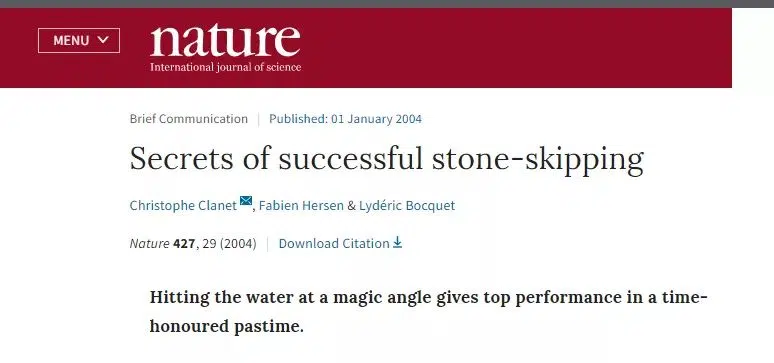 MENU
nature
International journal of science
Brief Communication | Published: 01 January 2004
Secrets of successful stone-skipping
Christophe Clanet , Fabien Hersen & Lydéric Bocquet
Nature 427, 29 (2004) | Download Citation
Hitting the water at a magic angle gives top performance in a time-
honoured pastime.